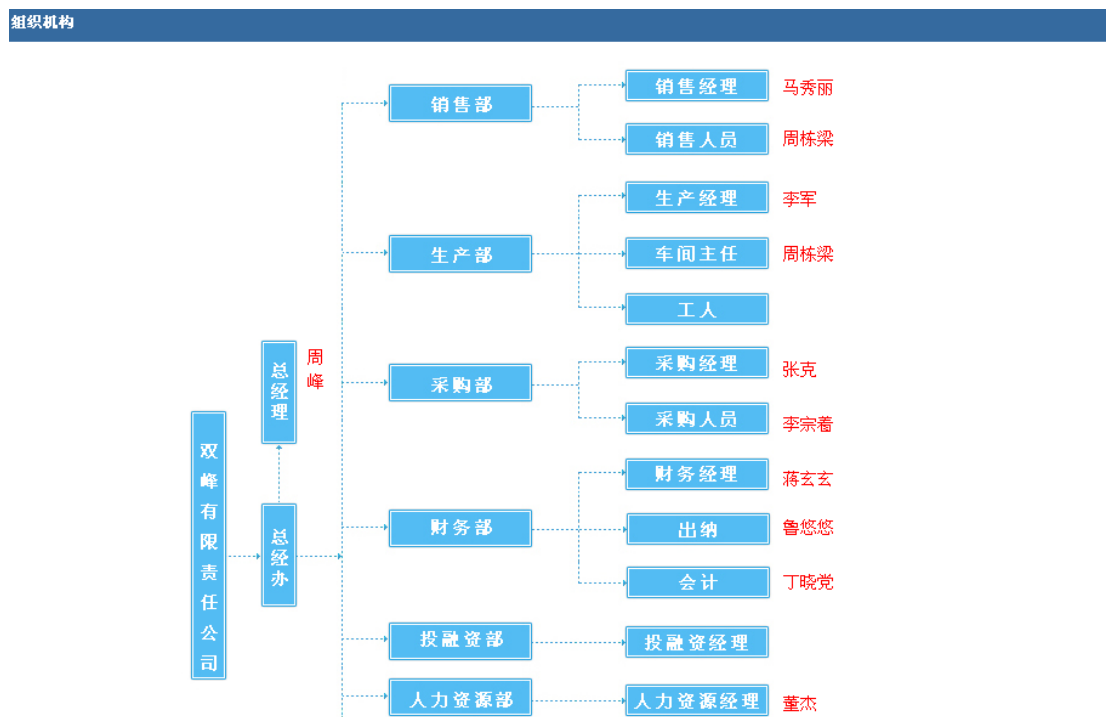 组织机构
双峰有限责任公司
总经办
总经理
周峰
销售部
销售经理 马秀丽
销售人员 周栋梁
生产部
生产经理 李军
车间主任 周栋梁
工人
采购部
采购经理 张克
采购人员 李宗蔷
财务部
财务经理 蒋玄玄
出纳 鲁悠悠
会计 丁晓党
投融资部
投融资经理
人力资源部
人力资源经理 董杰